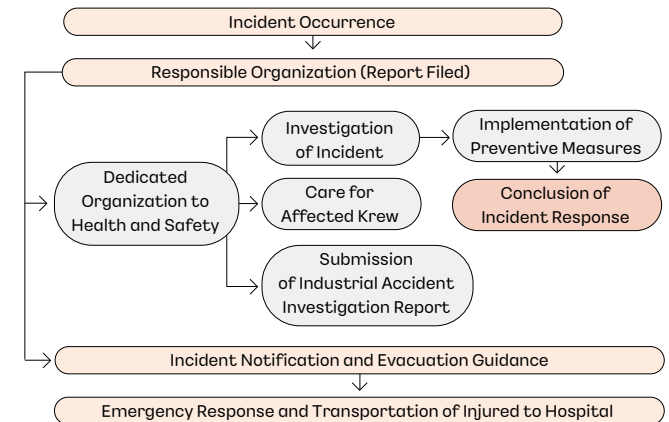 Incident Occurrence
Responsible Organization (Report Filed)
Dedicated
Organization to
Health and Safety
Investigation
of Incident
Implementation of
Preventive Measures
Care for
Affected Krew
Conclusion of
Incident Response
Submission
of Industrial Accident
Investigation Report
Incident Notification and Evacuation Guidance
Emergency Response and Transportation of Injured to Hospital